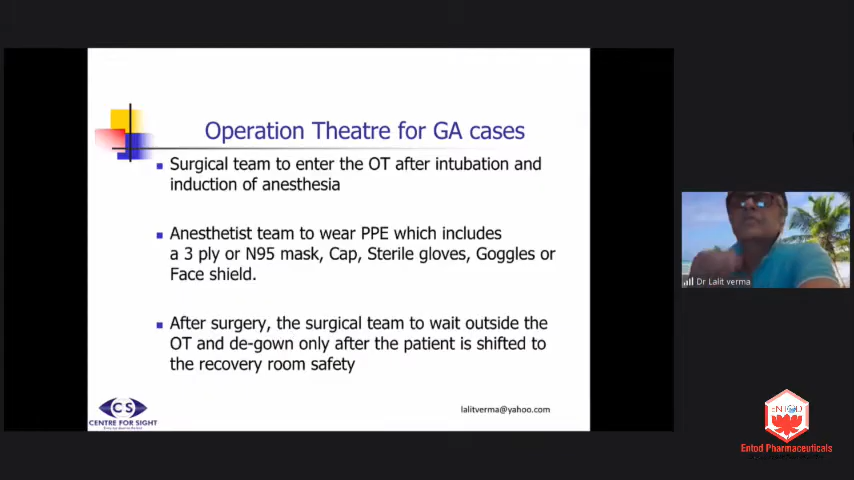 Operation Theatre for GA cases
Surgical team to enter the OT after intubation and
induction of anesthesia
Anesthetist team to wear PPE which includes
a 3 ply or N95 mask, Cap, Sterile gloves, Goggles or
Face shield.
After surgery, the surgical team to wait outside the
OT and de-gown only after the patient is shifted to
the recovery room safety
CS
CENTRE FOR SIGHT
lalitverma@yahoo.com
Dr Lalit verma
ENTOD
Entod Pharmaceuticals